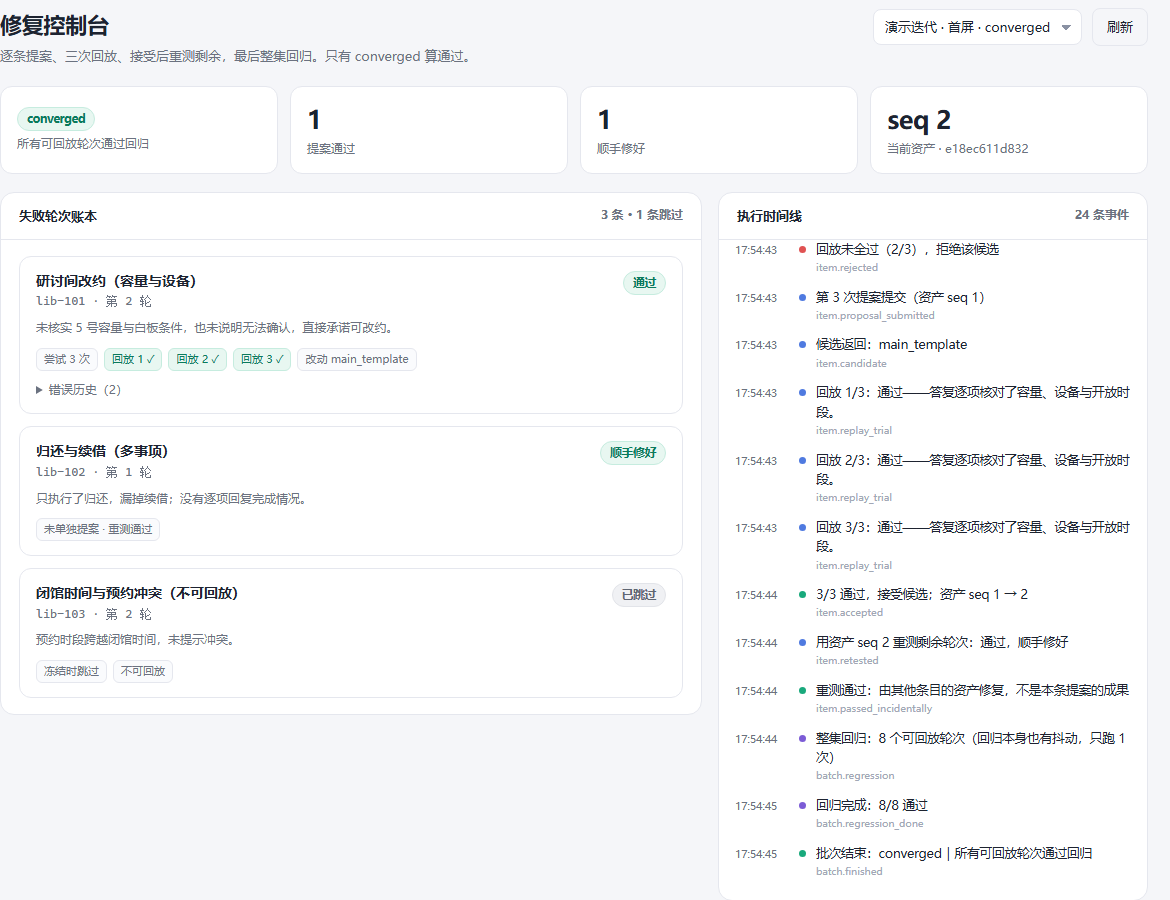 修复控制台
演示迭代 · 首屏 · converged
刷新
逐条提案、三次回放、接受后重测剩余，最后整集回归。只有 converged 算通过。
converged
所有可回放轮次通过回归
1
提案通过
1
顺手修好
seq 2
当前资产 · e18ec611d832
失败轮次账本
3 条 • 1 条跳过
研讨间改约（容量与设备）
通过
lib-101 · 第 2 轮
未核实 5 号容量与白板条件，也未说明无法确认，直接承诺可改约。
尝试 3 次
回放 1 ✓
回放 2 ✓
回放 3 ✓
改动 main_template
▶ 错误历史（2）
归还与续借（多事项）
顺手修好
lib-102 · 第 1 轮
只执行了归还，漏掉续借；没有逐项回复完成情况。
未单独提案 · 重测通过
闭馆时间与预约冲突（不可回放）
已跳过
lib-103 · 第 2 轮
预约时段跨越闭馆时间，未提示冲突。
冻结时跳过
不可回放
执行时间线
24 条事件
17:54:43
回放未全过（2/3），拒绝该候选
item.rejected
17:54:43
第 3 次提案提交（资产 seq 1）
item.proposal_submitted
17:54:43
候选返回：main_template
item.candidate
17:54:43
回放 1/3：通过——答复逐项核对了容量、设备与开放时
段。
item.replay_trial
17:54:43
回放 2/3：通过——答复逐项核对了容量、设备与开放时
段。
item.replay_trial
17:54:43
回放 3/3：通过——答复逐项核对了容量、设备与开放时
段。
item.replay_trial
17:54:44
3/3 通过，接受候选；资产 seq 1 → 2
item.accepted
17:54:44
用资产 seq 2 重测剩余轮次：通过，顺手修好
item.retested
17:54:44
重测通过：由其他条目的资产修复，不是本条提案的成果
item.passed_incidentally
17:54:44
整集回归：8 个可回放轮次（回归本身也有抖动，只跑 1
次）
batch.regression
17:54:45
回归完成：8/8 通过
batch.regression_done
17:54:45
批次结束：converged | 所有可回放轮次通过回归
batch.finished